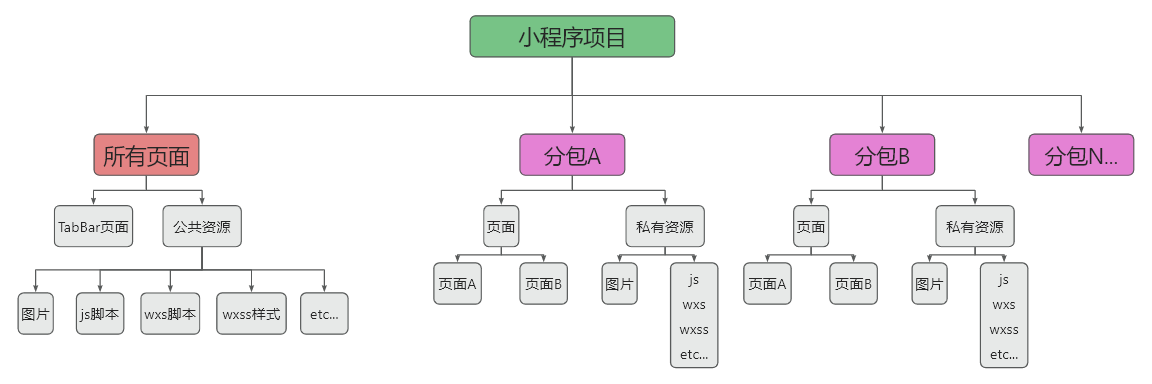 小程序项目
所有页面
分包A
分包B
分包N...
TabBar页面
公共资源
页面
私有资源
页面
私有资源
图片
js脚本
wxs脚本
wxss样式
etc...
页面A
页面B
图片
js
wxs
wxss
etc...
页面A
页面B
图片
js
wxs
wxss
etc...